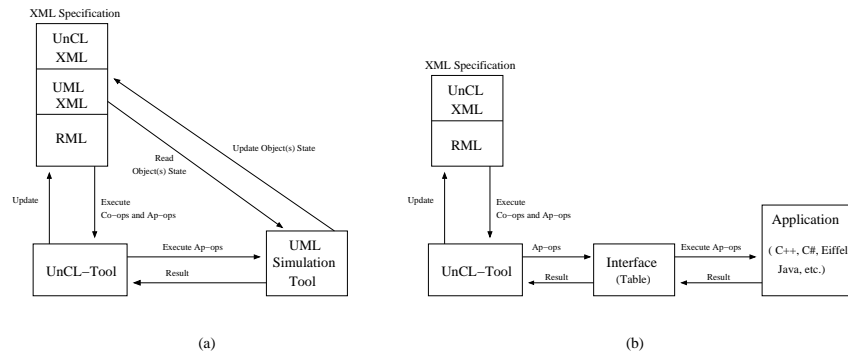 XML Specification
UnCL
XML
UML
XML
RML
Update Object(s) State
Read
Object(s) State
Update
Execute
Co-ops and Ap-ops
UnCL-Tool
Execute Ap-ops
Result
UML
Simulation
Tool
(a)
XML Specification
UnCL
XML
RML
Update
Execute
Co-ops and Ap-ops
UnCL-Tool
Ap-ops
Result
Interface
(Table)
Execute Ap-ops
Result
Application
( C++, C#, Eiffel
Java, etc.)
(b)